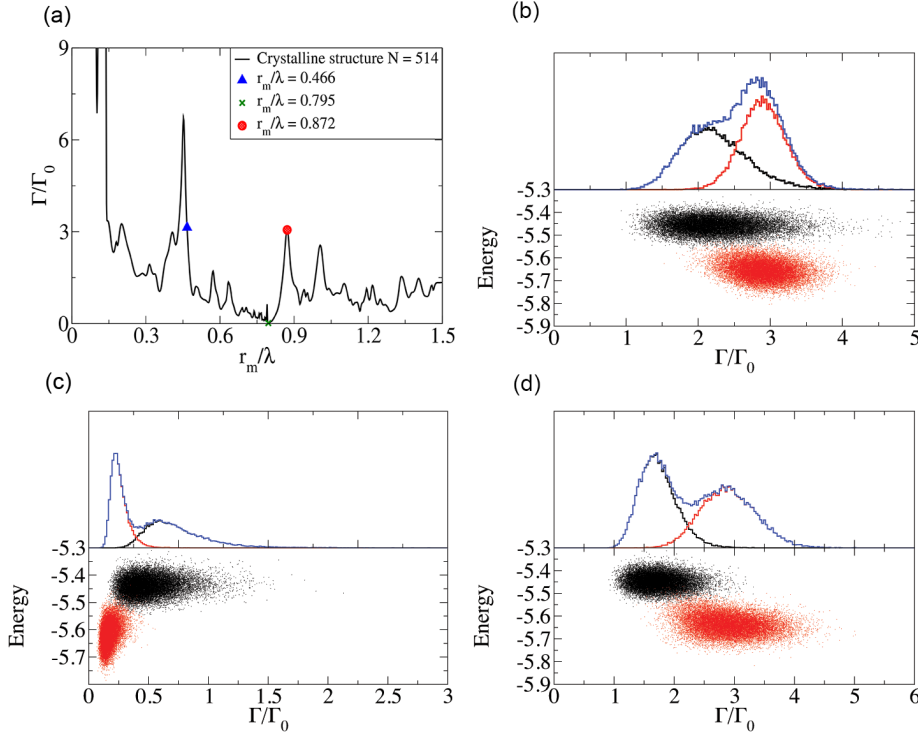 (a)
9
6
3
0
Γ/Γ0
Crystalline structure N = 514
r_m/λ = 0.466
r_m/λ = 0.795
r_m/λ = 0.872
0 0.3 0.6 0.9 1.2 1.5
r_m/λ
(b)
-5.3
-5.4
-5.5
-5.6
-5.7
-5.8
-5.9
Energy
0 1 2 3 4 5
Γ/Γ0
(c)
-5.3
-5.4
-5.5
-5.6
-5.7
Energy
0 0.5 1 1.5 2 2.5 3
Γ/Γ0
(d)
-5.3
-5.4
-5.5
-5.6
-5.7
-5.8
-5.9
Energy
0 1 2 3 4 5 6
Γ/Γ0